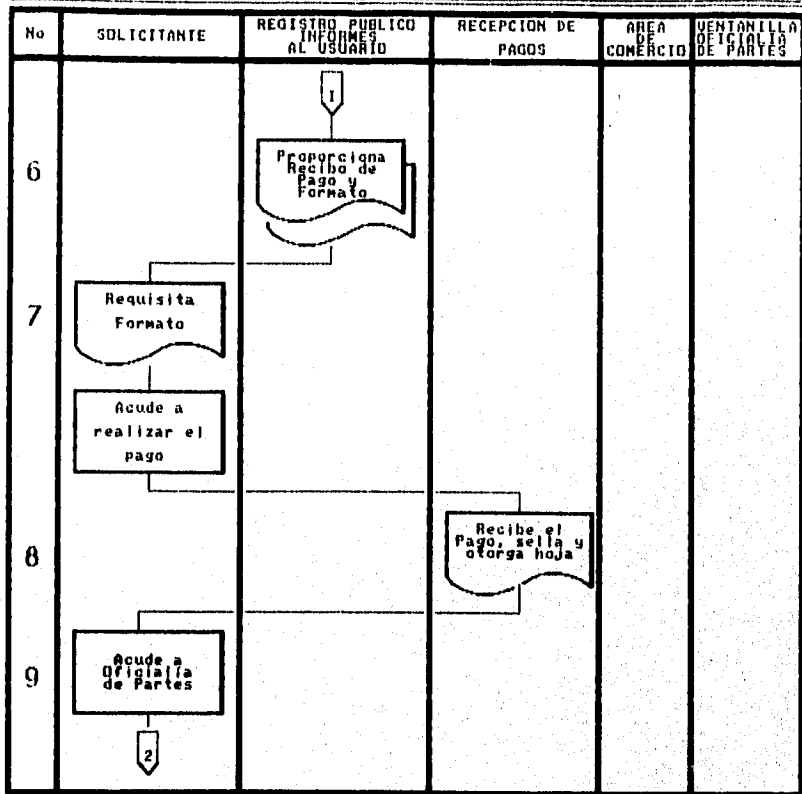 No
SOLICITANTE
REGISTRO PUBLICO
INFORMES
AL USUARIO
RECEPCION DE
PAGOS
AREA
DE
COMERCIO
VENTANILLA
OFICIALIA
DE PARTES
1
6
Proporciona
Recibo de
Pago y
Formato
7
Requisita
Formato
Acude a
realizar el
pago
8
Recibe el
Pago, sella y
otorga hoja
9
Acude a
Oficialía
de Partes
2